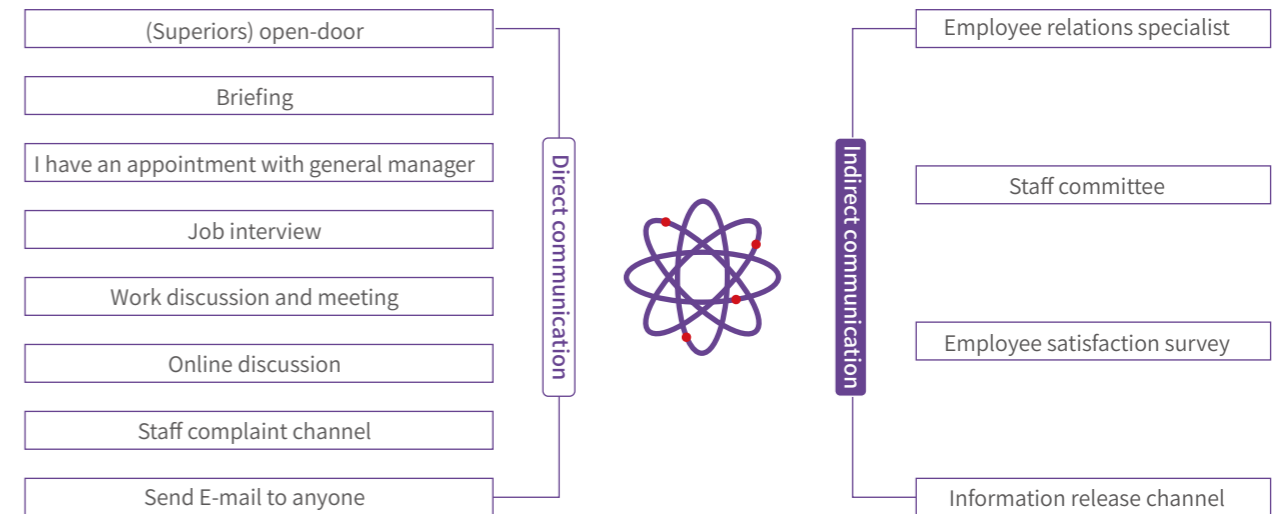 (Superiors) open-door
Briefing
I have an appointment with general manager
Job interview
Work discussion and meeting
Online discussion
Staff complaint channel
Send E-mail to anyone
Direct communication
Indirect communication
Employee relations specialist
Staff committee
Employee satisfaction survey
Information release channel